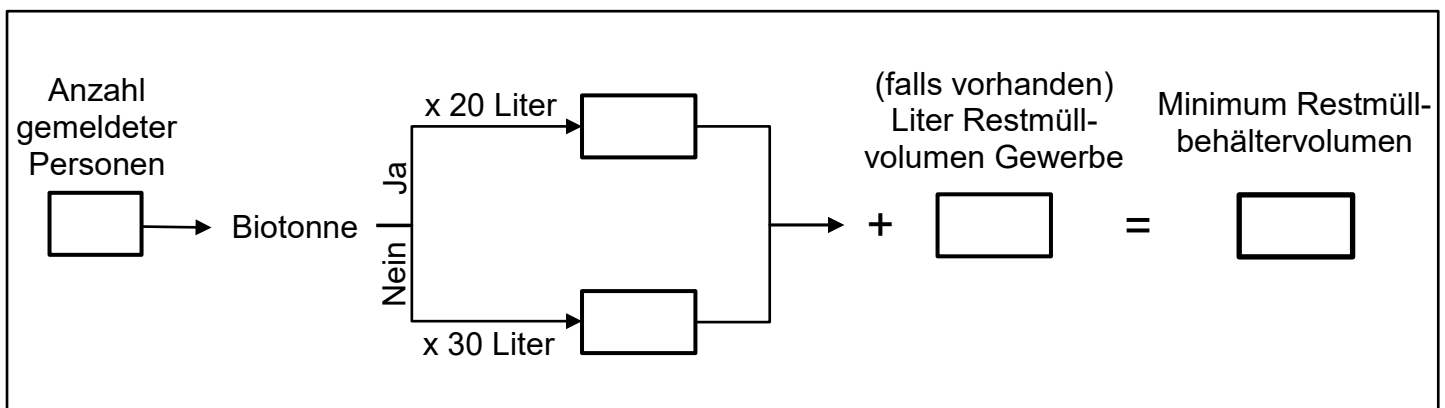 Anzahl
gemeldeter
Personen
Biotonne
Ja
Nein
x 20 Liter
x 30 Liter
+
(falls vorhanden)
Liter Restmüll-
volumen Gewerbe
=
Minimum Restmüll-
behältervolumen